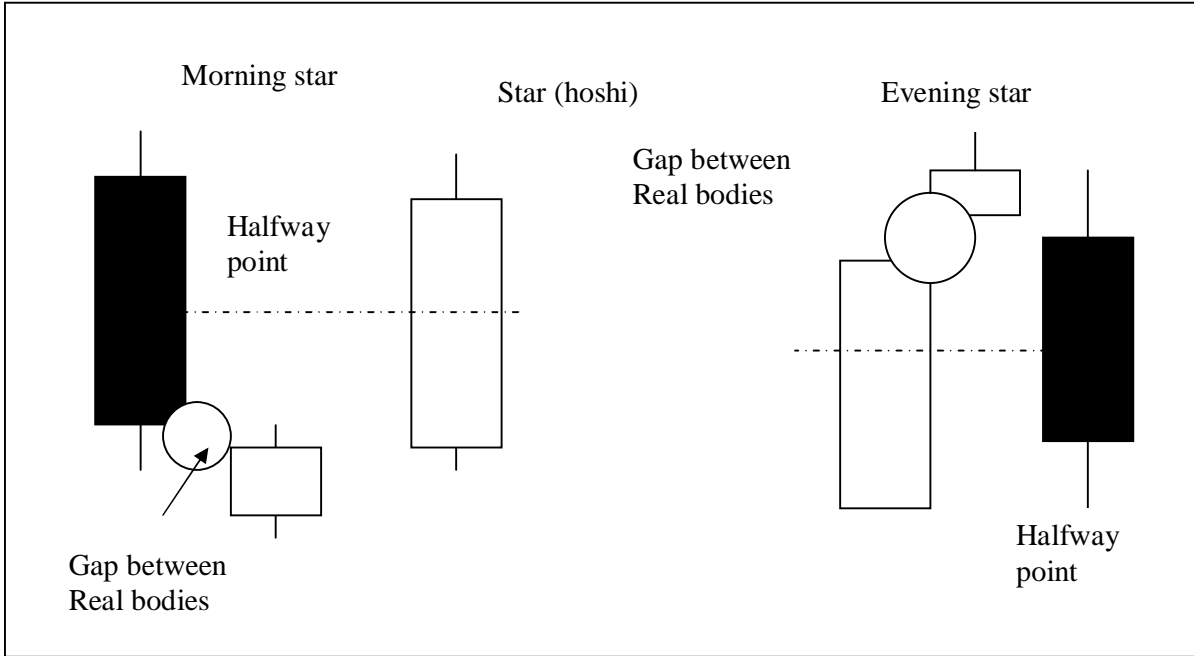 Morning star
Star (hoshi)
Evening star
Gap between
Real bodies
Halfway
point
Gap between
Real bodies
Halfway
point